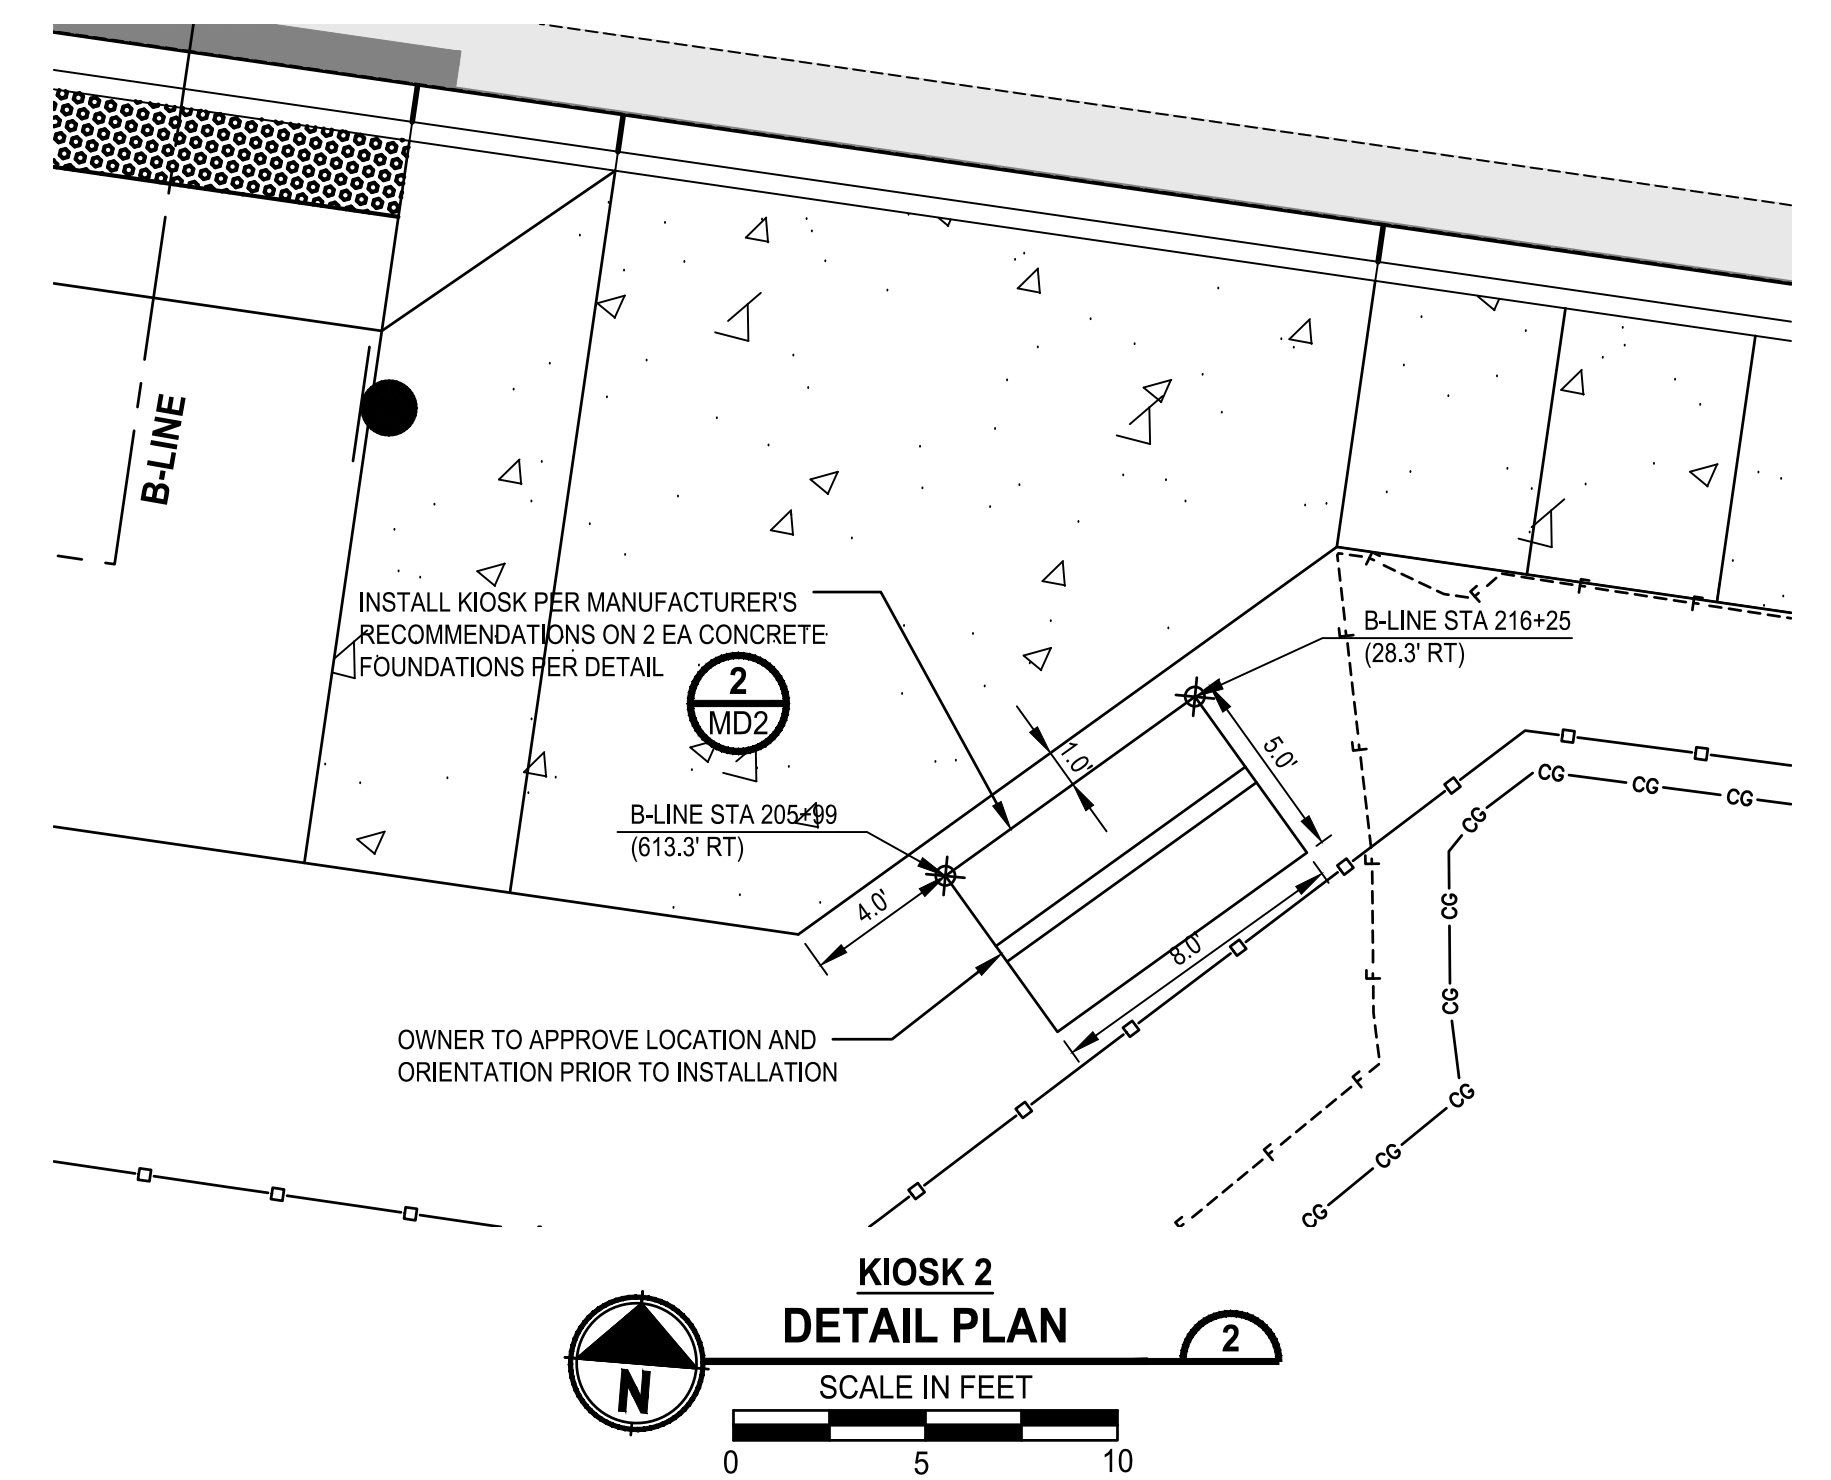 B-LINE
INSTALL KIOSK PER MANUFACTURER'S
RECOMMENDATIONS ON 2 EA CONCRETE
FOUNDATIONS PER DETAIL
2
MD2
B-LINE STA 216+25
(28.3' RT)
1.0'
5.0'
B-LINE STA 205+99
(613.3' RT)
4.0'
8.0'
OWNER TO APPROVE LOCATION AND
ORIENTATION PRIOR TO INSTALLATION
F
F
F
F
F
F
F
F
F
F
F
CG
CG
CG
CG
CG
CG
CG
CG
CG
KIOSK 2
DETAIL PLAN
2
N
SCALE IN FEET
0 5 10